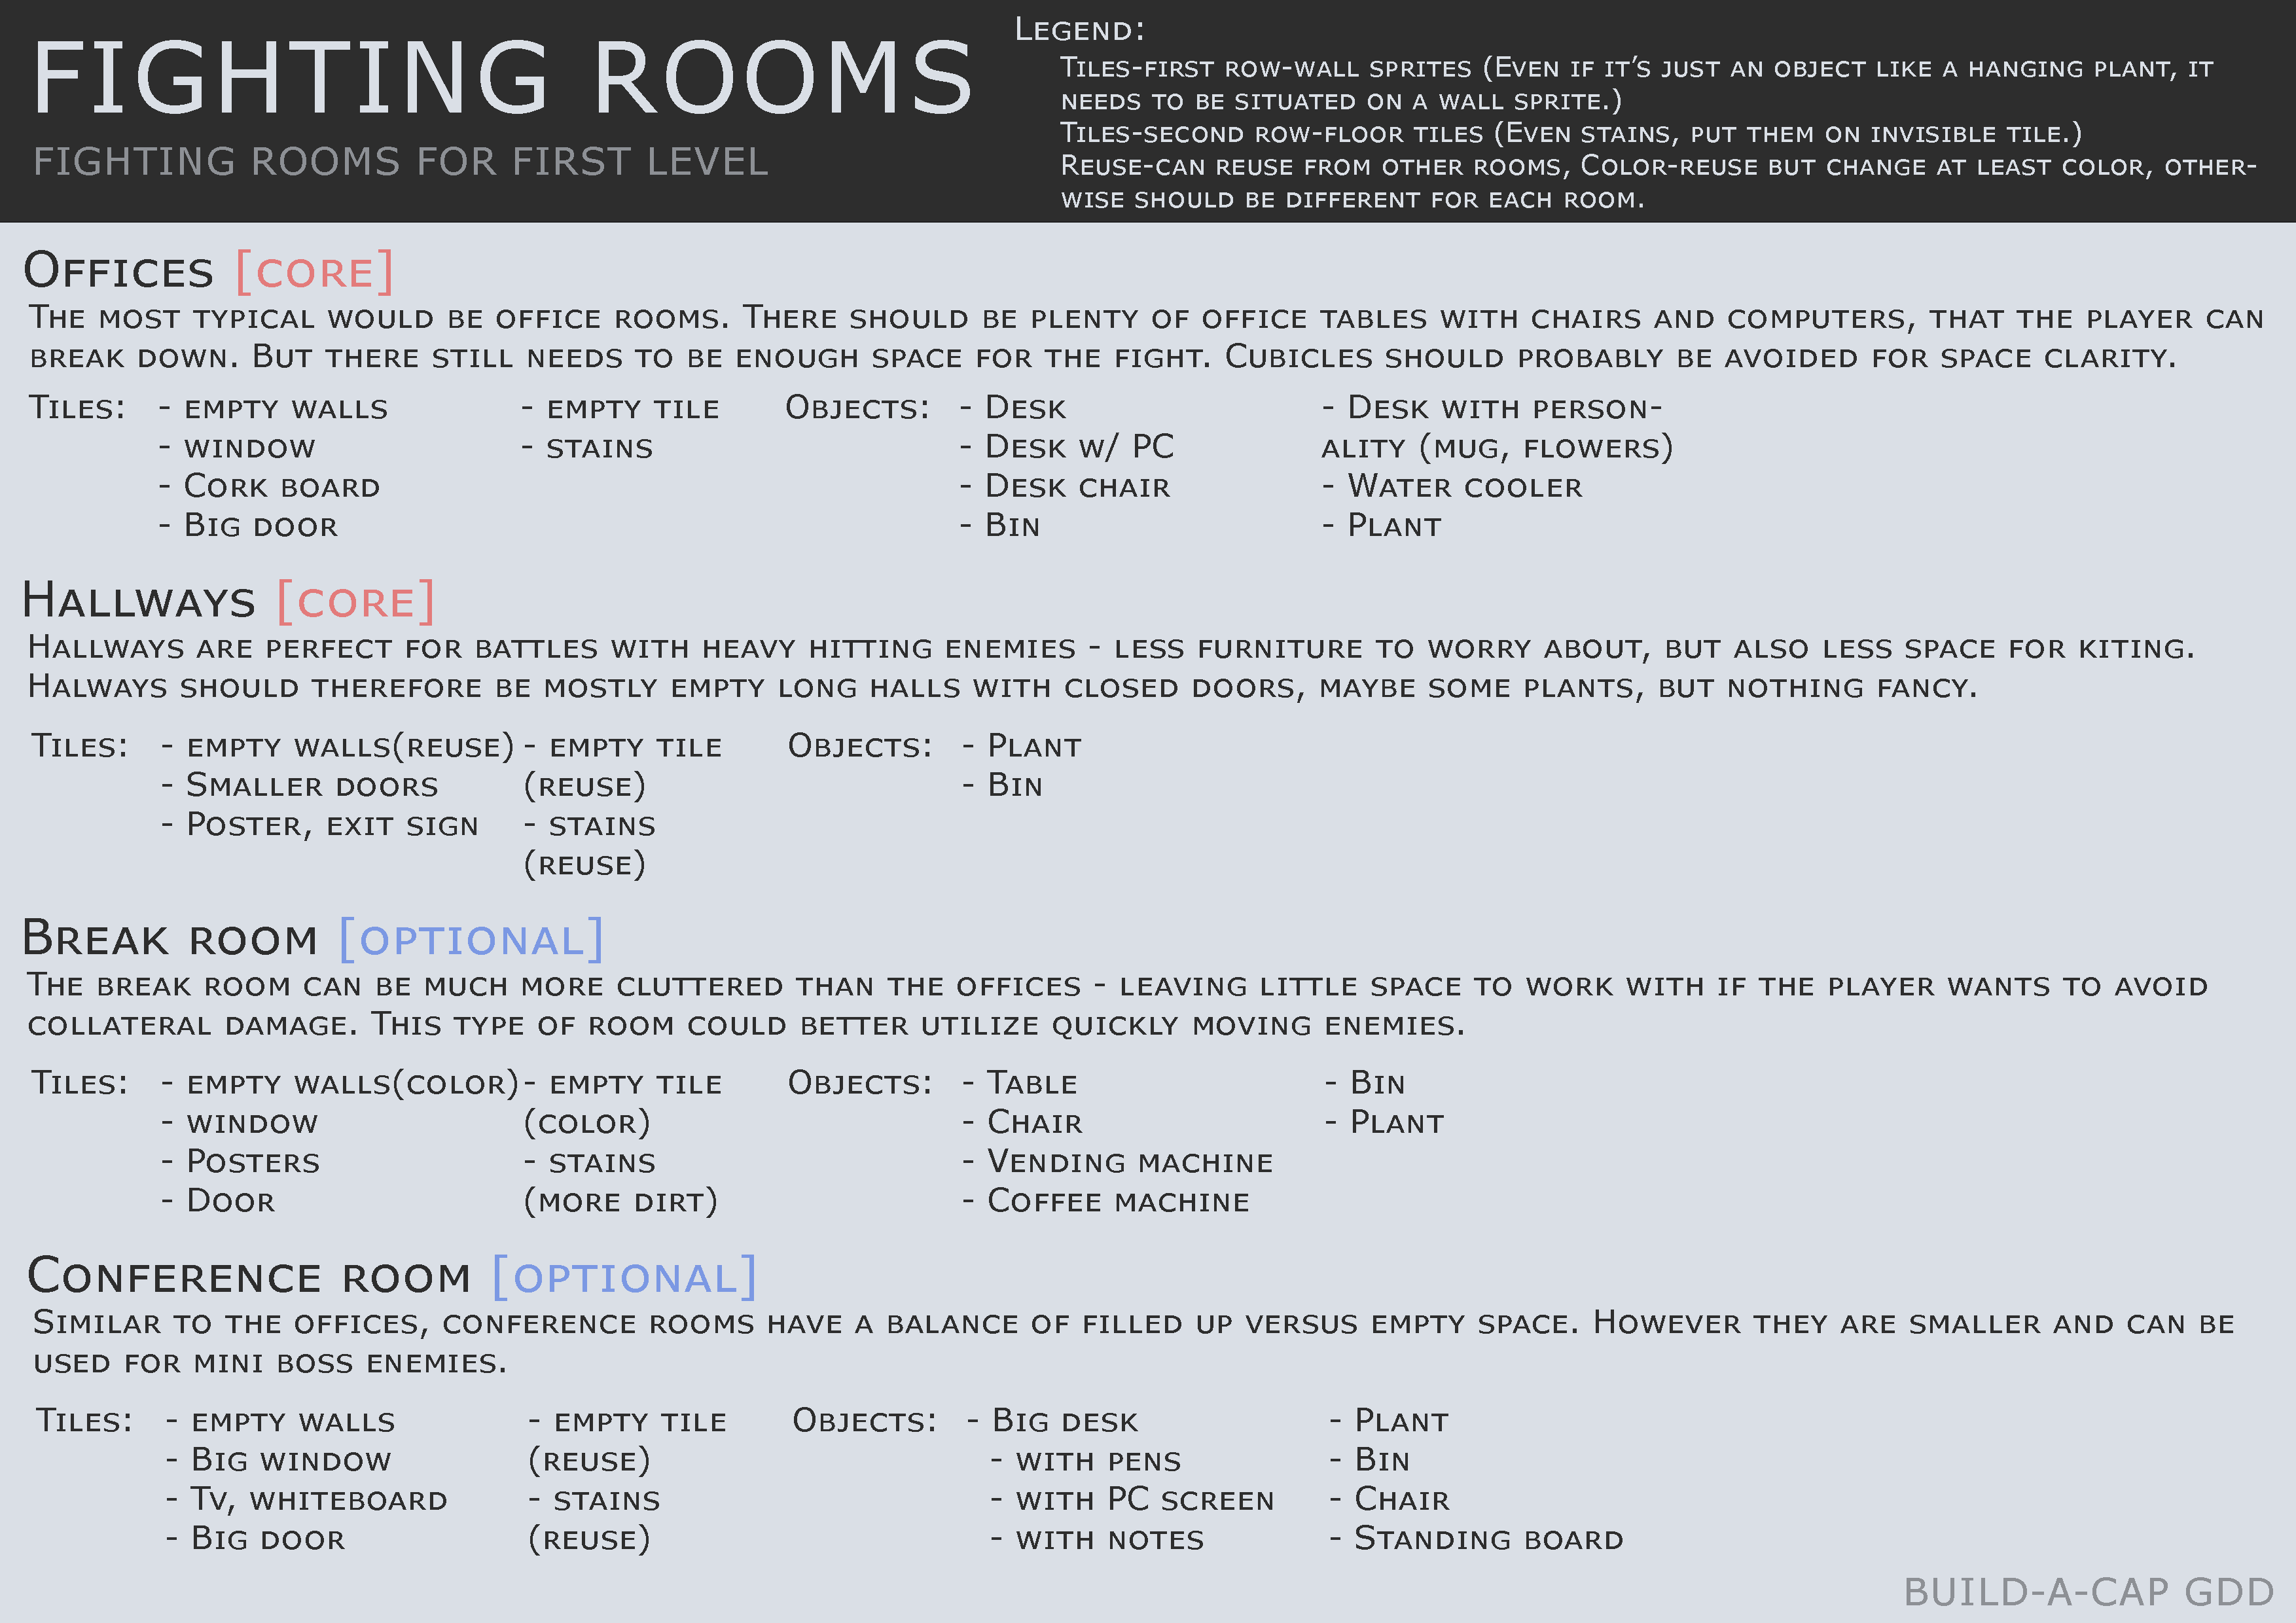 FIGHTING ROOMS
FIGHTING ROOMS FOR FIRST LEVEL
Legend:
Tiles-first row-wall sprites (Even if it's just an object like a hanging plant, it
needs to be situated on a wall sprite.)
Tiles-second row-floor tiles (Even stains, put them on invisible tile.)
Reuse-can reuse from other rooms, Color-reuse but change at least color, other-
wise should be different for each room.
Offices [core]
The most typical would be office rooms. There should be plenty of office tables with chairs and computers, that the player can
break down. But there still needs to be enough space for the fight. Cubicles should probably be avoided for space clarity.
Tiles:
- empty walls
- window
- Cork board
- Big door
- empty tile
- stains
Objects:
- Desk
- Desk w/ PC
- Desk chair
- Bin
- Desk with person-
ality (mug, flowers)
- Water cooler
- Plant
Hallways [core]
Hallways are perfect for battles with heavy hitting enemies - less furniture to worry about, but also less space for kiting.
Halways should therefore be mostly empty long halls with closed doors, maybe some plants, but nothing fancy.
Tiles:
- empty walls(reuse)
- Smaller doors
- Poster, exit sign
- empty tile
(reuse)
- stains
(reuse)
Objects:
- Plant
- Bin
Break room [optional]
The break room can be much more cluttered than the offices - leaving little space to work with if the player wants to avoid
collateral damage. This type of room could better utilize quickly moving enemies.
Tiles:
- empty walls(color)
- window
- Posters
- Door
- empty tile
(color)
- stains
(more dirt)
Objects:
- Table
- Chair
- Vending machine
- Coffee machine
- Bin
- Plant
Conference room [optional]
Similar to the offices, conference rooms have a balance of filled up versus empty space. However they are smaller and can be
used for mini boss enemies.
Tiles:
- empty walls
- Big window
- Tv, whiteboard
- Big door
- empty tile
(reuse)
- stains
(reuse)
Objects:
- Big desk
- with pens
- with PC screen
- with notes
- Plant
- Bin
- Chair
- Standing board
BUILD-A-CAP GDD